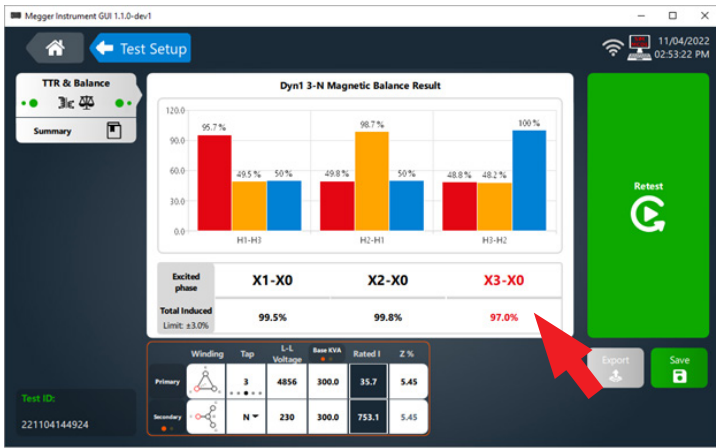 Megger Instrument GUI 1.1.0-dev1
Test Setup
11/04/2022
02:53:22 PM
TTR & Balance
Summary
Dyn1 3-N Magnetic Balance Result
120.0
90.0
60.0
30.0
0.0
95.7 %
49.5 %
50 %
49.8 %
98.7 %
50 %
48.8 %
48.2 %
100 %
H1-H3
H2-H1
H3-H2
Excited phase X1-X0 X2-X0 X3-X0
Total Induced 99.5% 99.8% 97.0%
Limit: ±3.0%
Retest
Winding Tap L-L Voltage Base KVA Rated I Z %
Primary 3 4856 300.0 35.7 5.45
Secondary N 230 300.0 753.1 5.45
Export
Save
Test ID:
221104144924